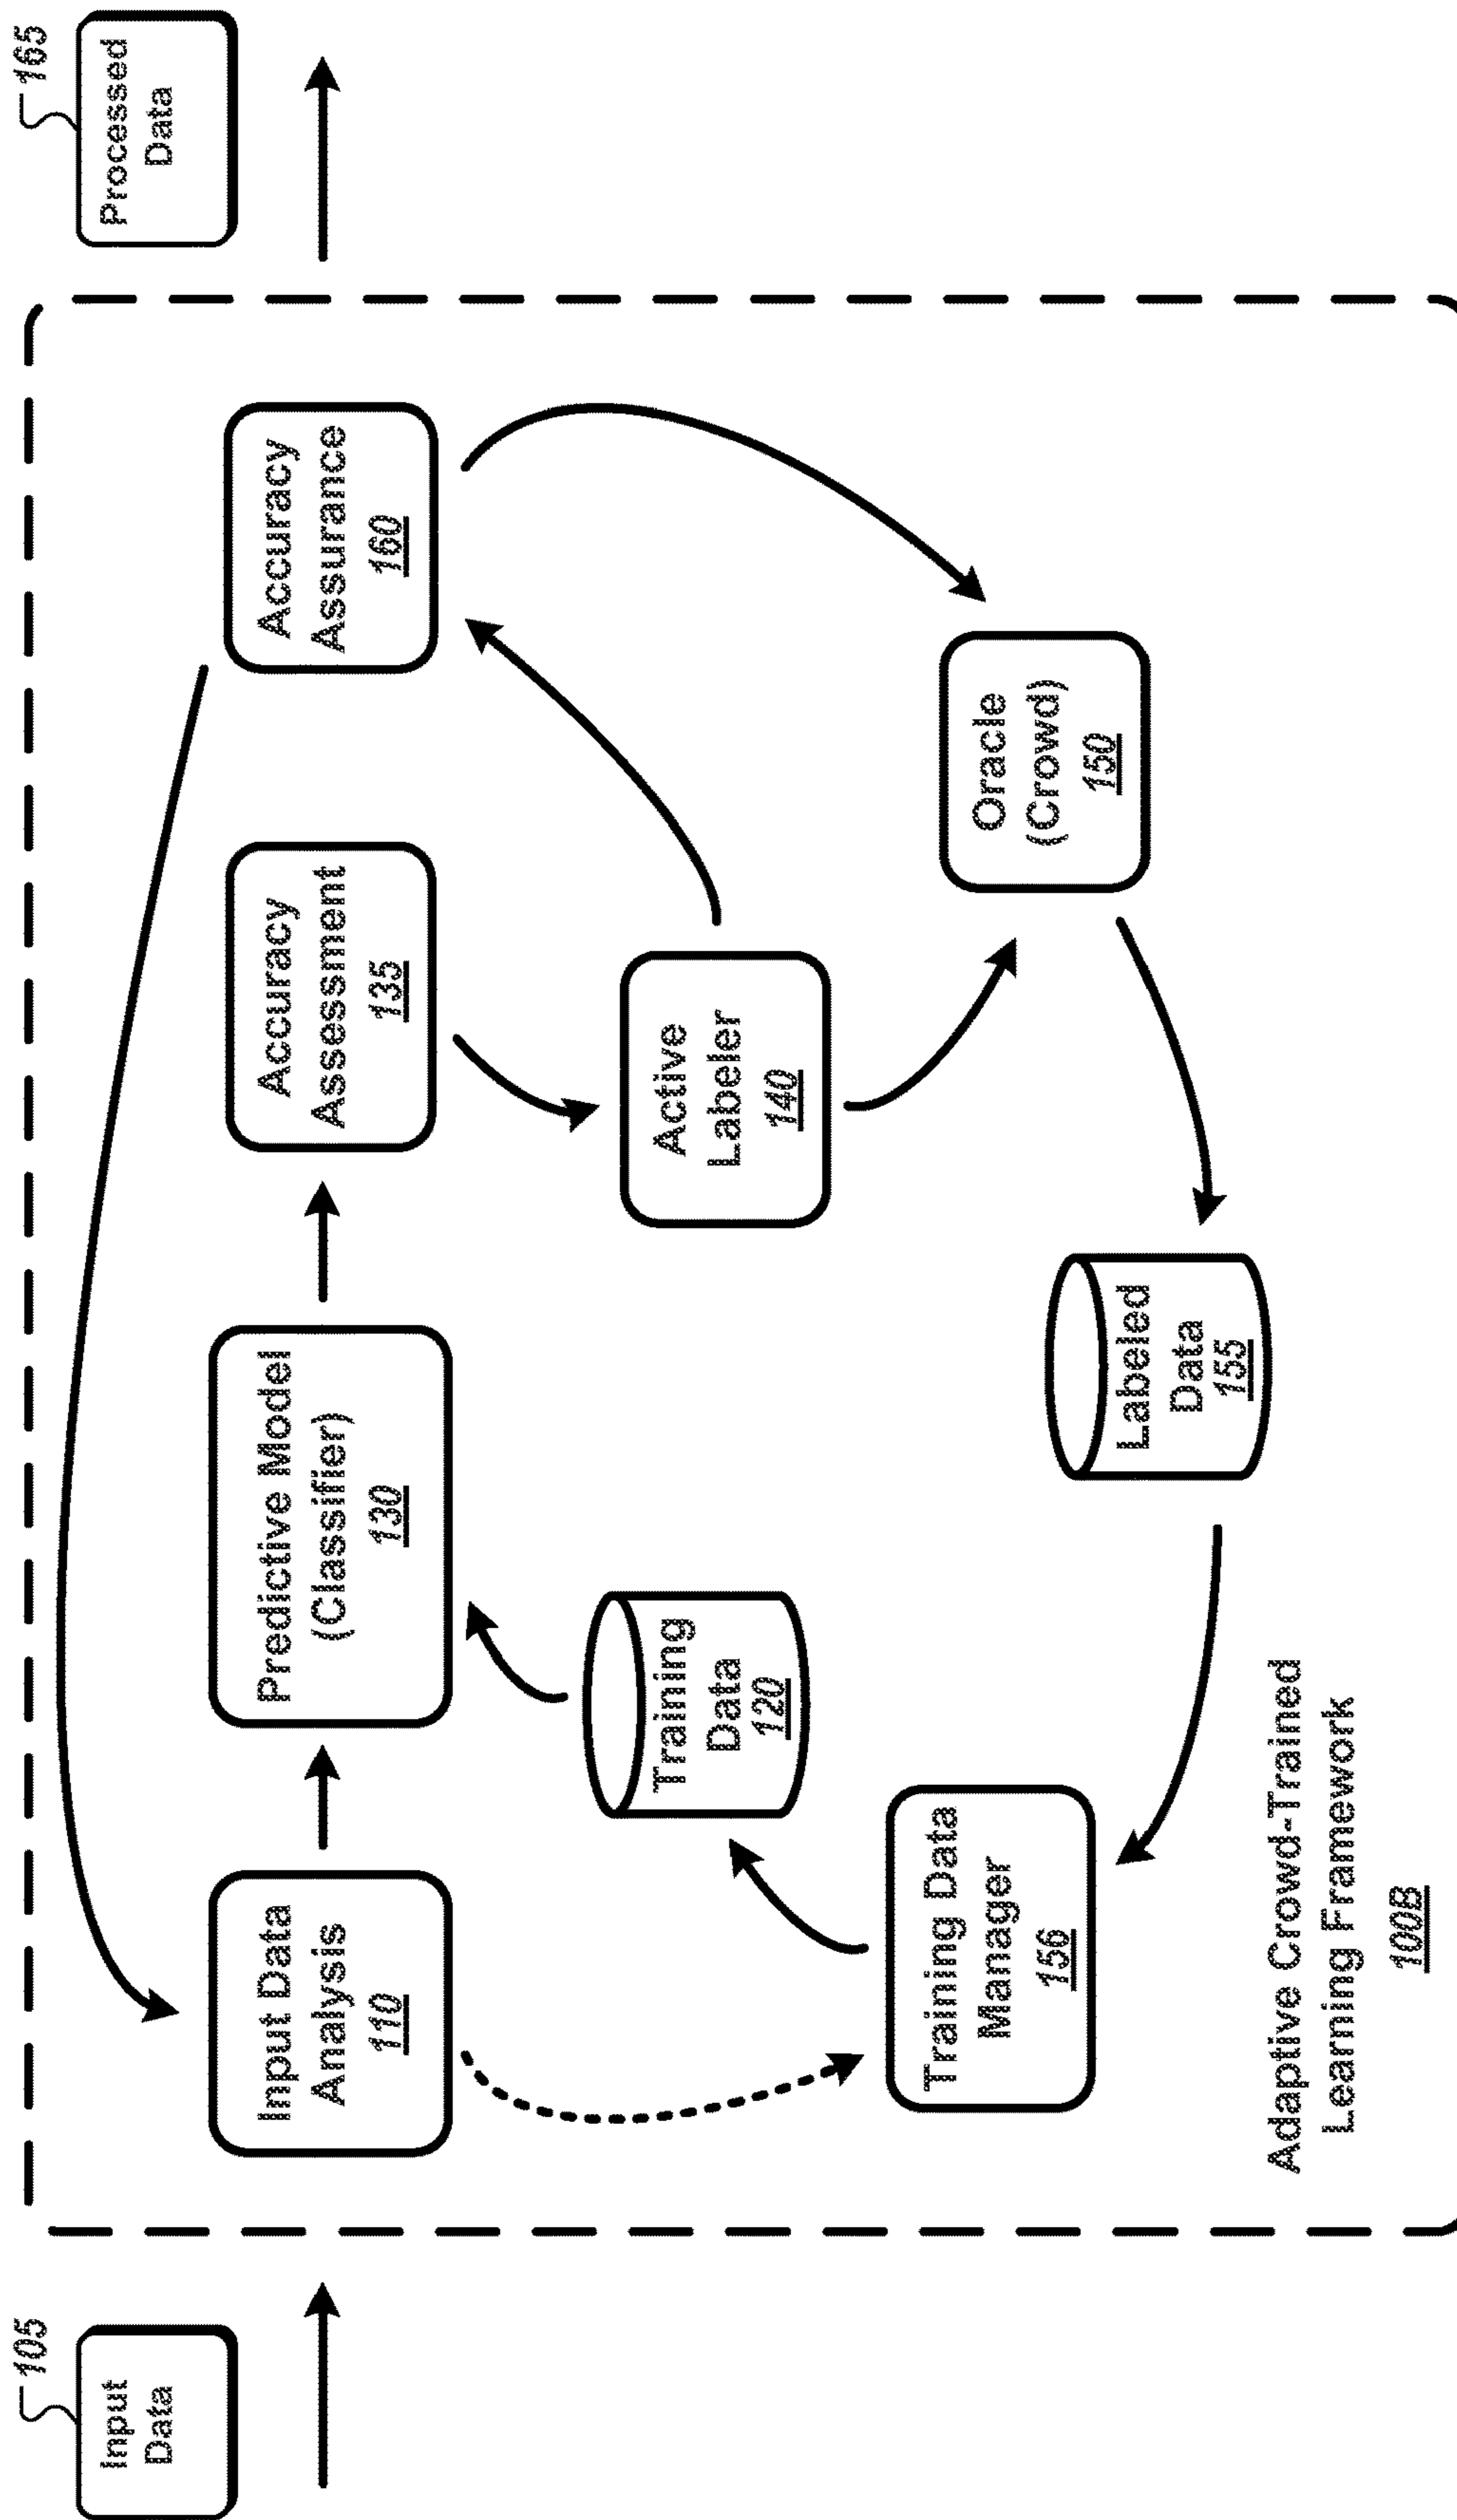 105
Input
Data
Input Data
Analysis
110
Predictive Model
(Classifier)
130
Accuracy
Assessment
135
Accuracy
Assurance
160
165
Processed
Data
Training
Data
120
Active
Labeler
140
Training Data
Manager
156
Labeled
Data
155
Oracle
(Crowd)
150
Adaptive Crowd-Trained
Learning Framework
100B